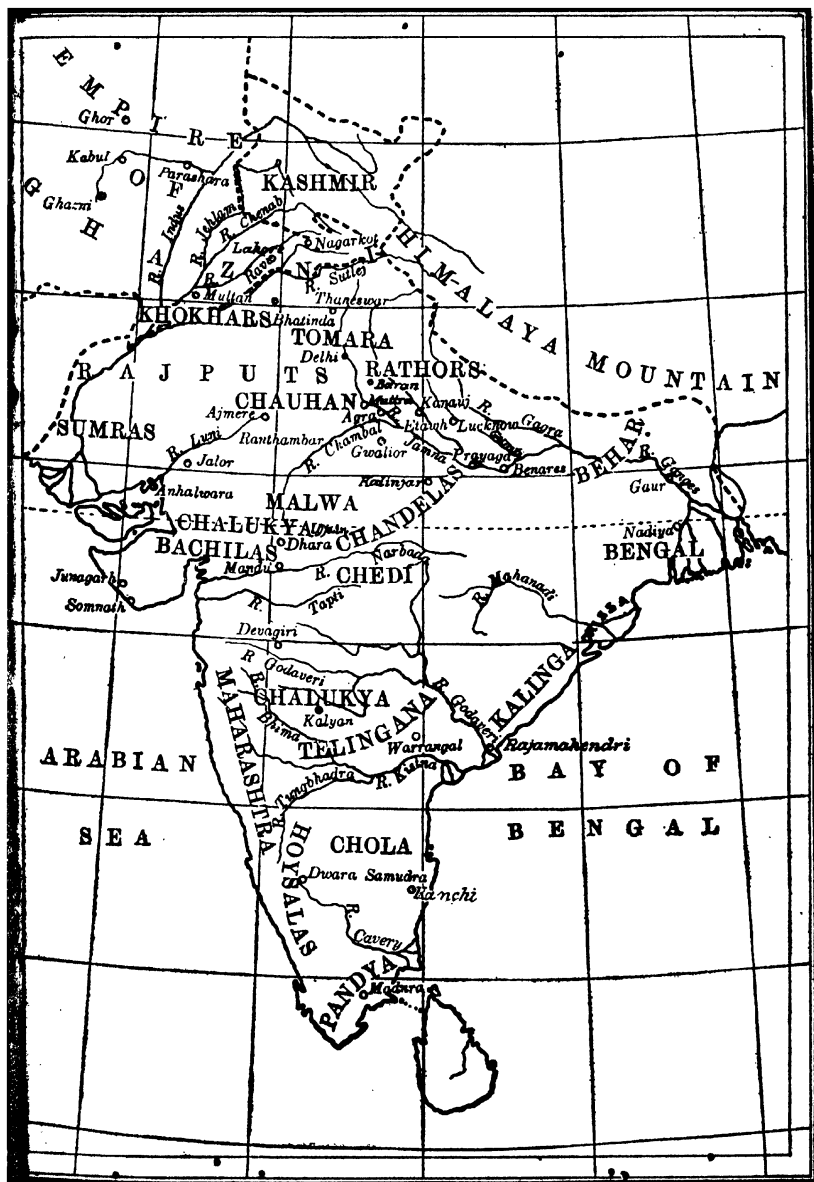 EMPIRE
OF
GHAZNI
Ghor
Kabul
Parashara
Ghazni
KASHMIR
R. Indus
R. Jehlam
R. Chenab
Lahore
R. Ravi
Nagarkot
R. Sutlej
HIMALAYA MOUNTAIN
Multan
Thaneswar
KHOKHARS
Bhatinda
TOMARA
Delhi
RAJPUTS
RATHORS
Baran
CHAUHAN
Muttra
Kanauj
Ajmere
Agra
Etawh
Lucknow
R. Gogra
SUMRAS
R. Luni
Ranthambar
R. Chambal
Gwalior
R. Jamna
Prayaga
Benares
BEHAR
R. Ganges
Jalor
Kalinjar
Gaur
Anhalwara
MALWA
CHALUKYA
Ujjain
CHANDELAS
Nadiya
BACHILAS
Dhara
BENGAL
Mandu
R. Narbada
CHEDI
Junagarh
Somnath
R. Tapti
R. Mahanadi
ORISSA
Devagiri
R. Godaveri
KALINGA
CHALUKYA
Kalyan
R. Godaveri
MAHARASHTRA
R. Bhima
TELINGANA
Warrangal
Rajamahendri
ARABIAN
SEA
R. Tungbhadra
R. Kistna
BAY OF
BENGAL
CHOLA
HOYSALAS
Dwara Samudra
Kanchi
R. Cavery
PANDYA
Madura